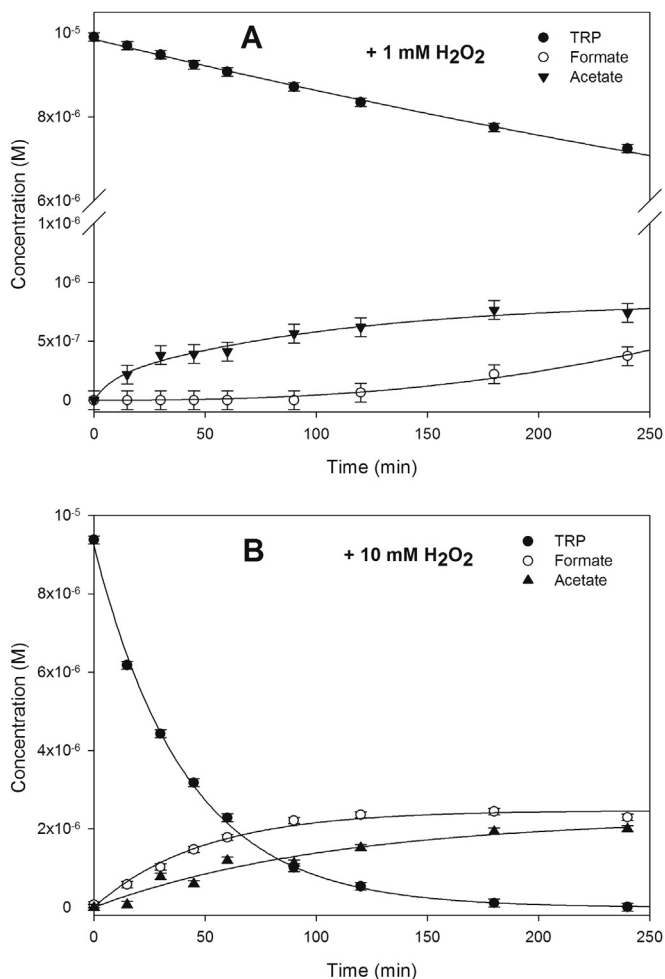 10⁻⁵
A
+ 1 mM H₂O₂
TRP
Formate
Acetate
8x10⁻⁶
6x10⁻⁶
1x10⁻⁶
10⁻⁶
5x10⁻⁷
0
Concentration (M)
0 50 100 150 200 250
Time (min)
10⁻⁵
B
+ 10 mM H₂O₂
TRP
Formate
Acetate
8x10⁻⁶
6x10⁻⁶
4x10⁻⁶
2x10⁻⁶
0
Concentration (M)
0 50 100 150 200 250
Time (min)